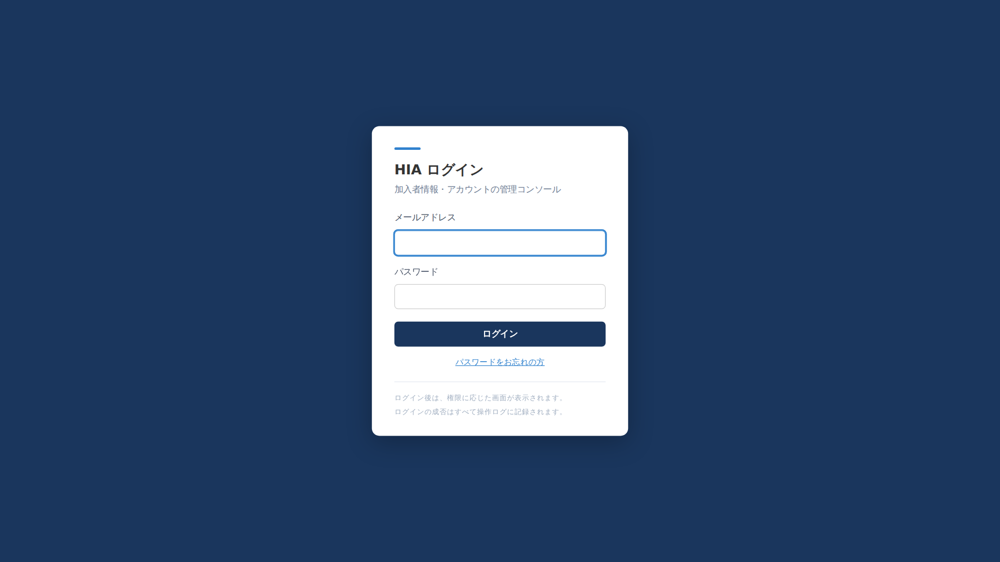 HIA ログイン
加入者情報・アカウントの管理コンソール
メールアドレス
パスワード
ログイン
パスワードをお忘れの方
ログイン後は、権限に応じた画面が表示されます。
ログインの成否はすべて操作ログに記録されます。